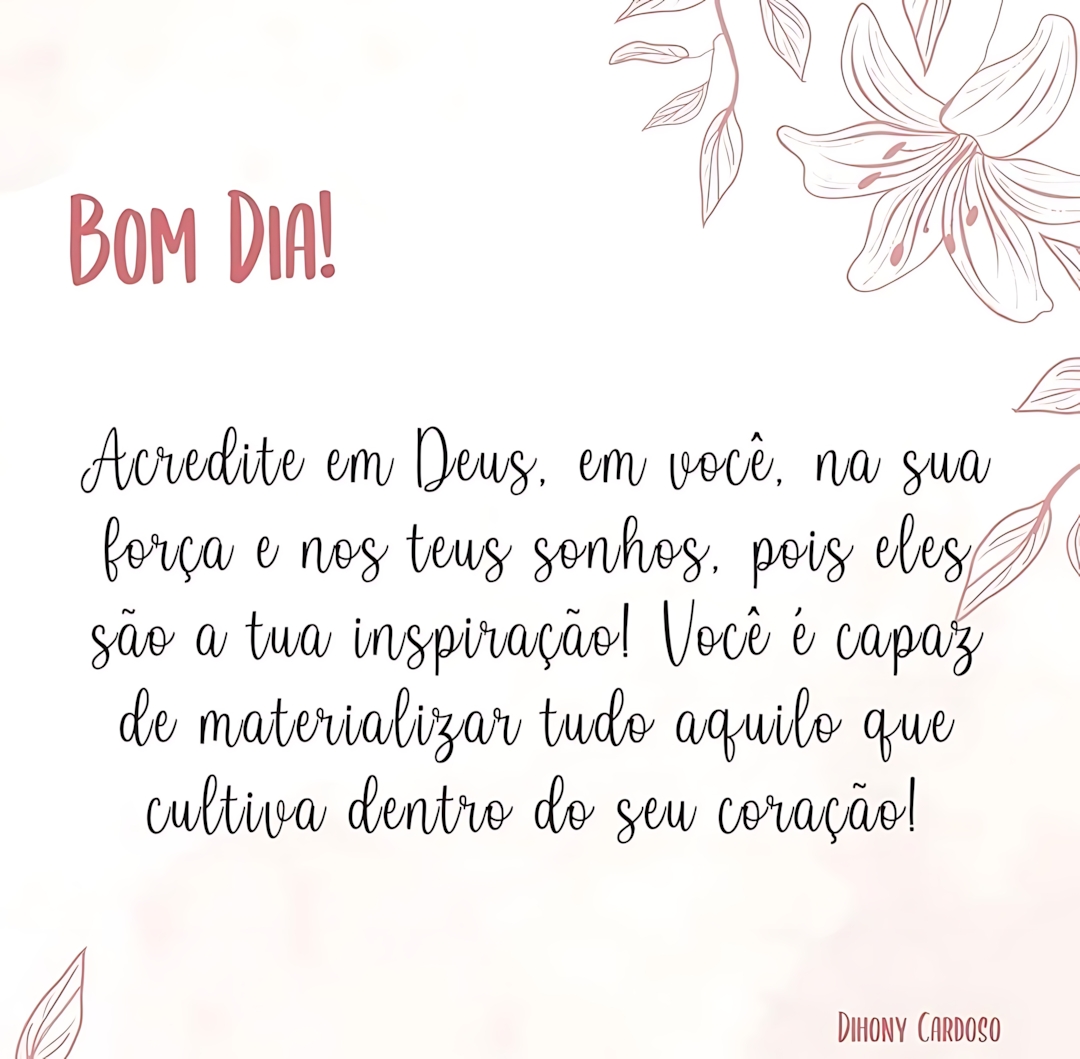 Bom Dia!
Acredite em Deus, em você, na sua
força e nos teus sonhos, pois eles
são a tua inspiração! Você é capaz
de materializar tudo aquilo que
cultiva dentro do seu coração!
Dihony Cardoso